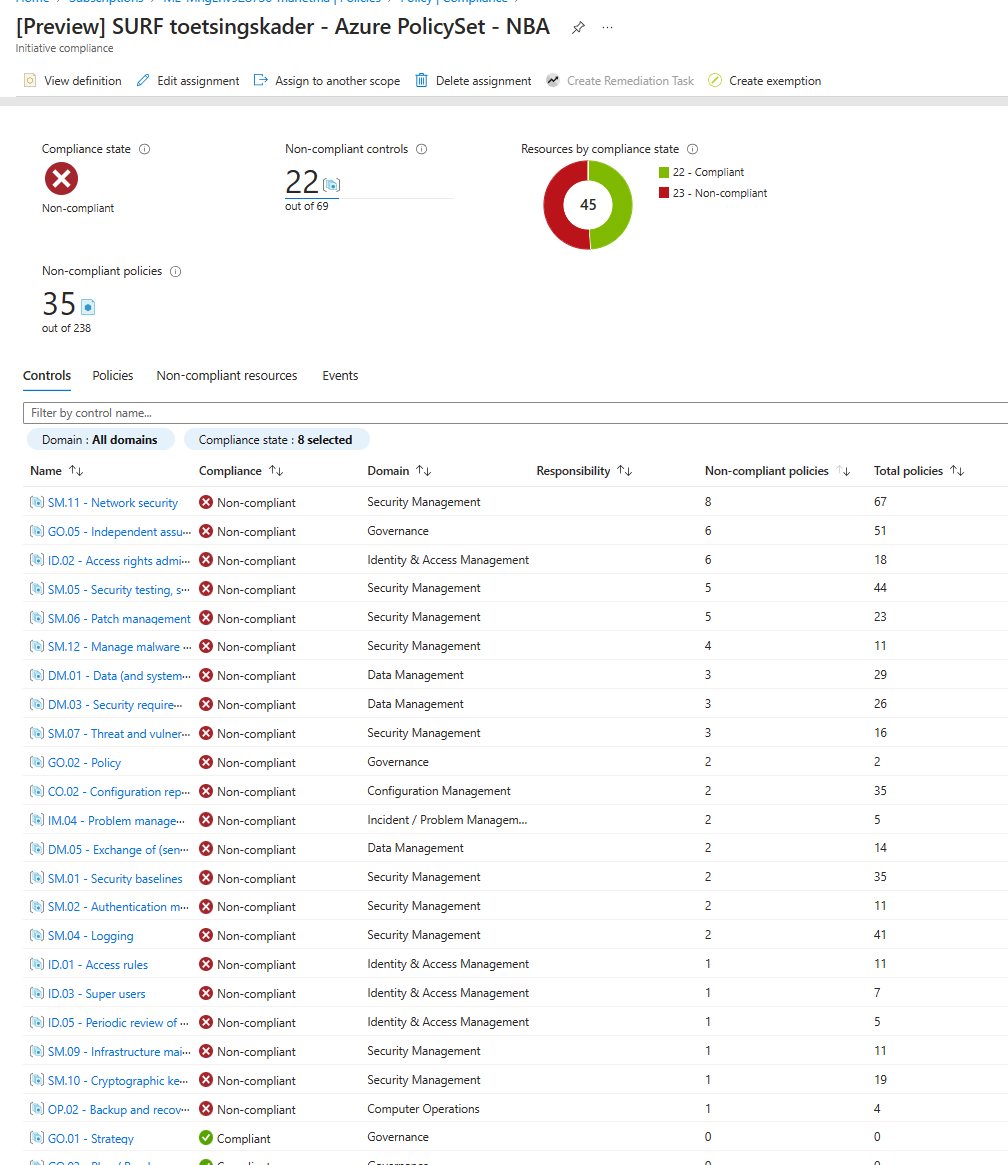 [Preview] SURF toetsingskader - Azure PolicySet - NBA
Initiative compliance
View definition Edit assignment Assign to another scope Delete assignment Create Remediation Task Create exemption
Compliance state Non-compliant controls Resources by compliance state
22 out of 69
45
22 - Compliant
23 - Non-compliant
Non-compliant
Non-compliant policies
35
out of 238
Controls Policies Non-compliant resources Events
Filter by control name...
Domain : All domains Compliance state : 8 selected
Name Compliance Domain Responsibility Non-compliant policies Total policies
SM.11 - Network security Non-compliant Security Management 8 67
GO.05 - Independent assu... Non-compliant Governance 6 51
ID.02 - Access rights admi... Non-compliant Identity & Access Management 6 18
SM.05 - Security testing, s... Non-compliant Security Management 5 44
SM.06 - Patch management Non-compliant Security Management 5 23
SM.12 - Manage malware ... Non-compliant Security Management 4 11
DM.01 - Data (and system... Non-compliant Data Management 3 29
DM.03 - Security require... Non-compliant Data Management 3 26
SM.07 - Threat and vulner... Non-compliant Security Management 3 16
GO.02 - Policy Non-compliant Governance 2 2
CO.02 - Configuration rep... Non-compliant Configuration Management 2 35
IM.04 - Problem manage... Non-compliant Incident / Problem Managem... 2 5
DM.05 - Exchange of (sen... Non-compliant Data Management 2 14
SM.01 - Security baselines Non-compliant Security Management 2 35
SM.02 - Authentication m... Non-compliant Security Management 2 11
SM.04 - Logging Non-compliant Security Management 2 41
ID.01 - Access rules Non-compliant Identity & Access Management 1 11
ID.03 - Super users Non-compliant Identity & Access Management 1 7
ID.05 - Periodic review of ... Non-compliant Identity & Access Management 1 5
SM.09 - Infrastructure mai... Non-compliant Security Management 1 11
SM.10 - Cryptographic ke... Non-compliant Security Management 1 19
OP.02 - Backup and recov... Non-compliant Computer Operations 1 4
GO.01 - Strategy Compliant Governance 0 0